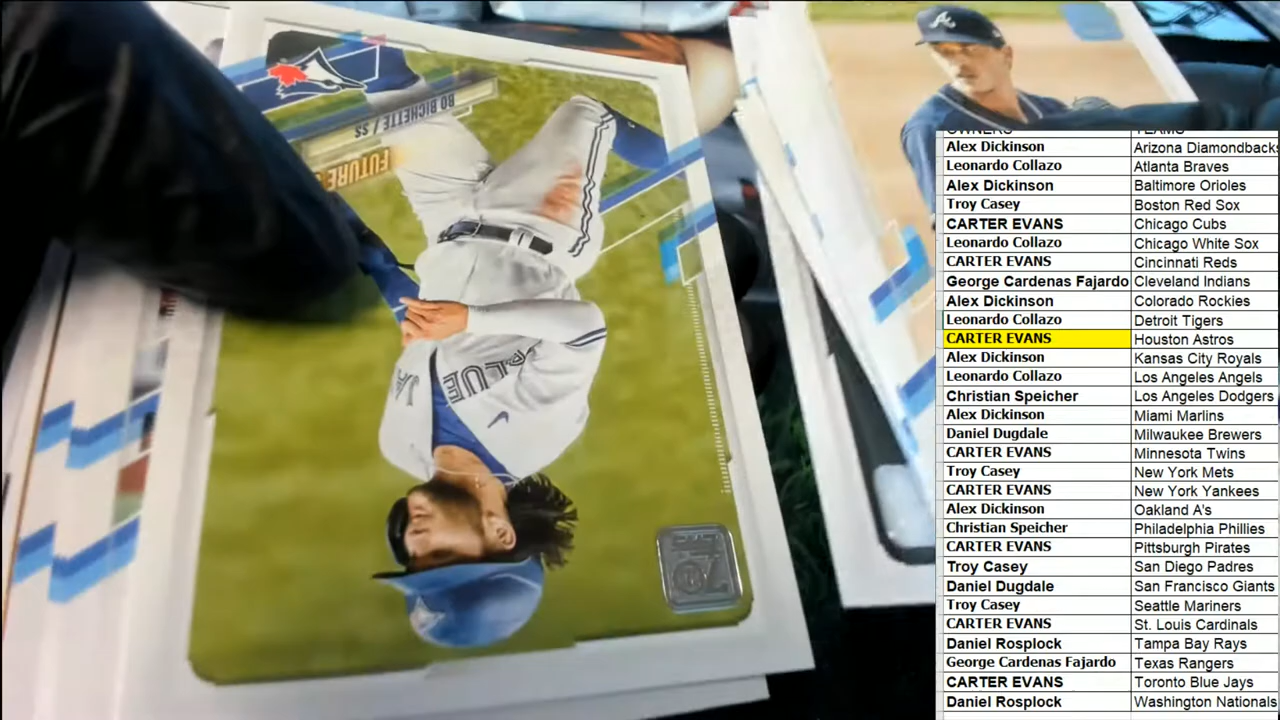 BO BICHETTE / SS
FUTURE
BLUE
JA
70
OWNERS TEAMS
Alex Dickinson Arizona Diamondbacks
Leonardo Collazo Atlanta Braves
Alex Dickinson Baltimore Orioles
Troy Casey Boston Red Sox
CARTER EVANS Chicago Cubs
Leonardo Collazo Chicago White Sox
CARTER EVANS Cincinnati Reds
George Cardenas Fajardo Cleveland Indians
Alex Dickinson Colorado Rockies
Leonardo Collazo Detroit Tigers
CARTER EVANS Houston Astros
Alex Dickinson Kansas City Royals
Leonardo Collazo Los Angeles Angels
Christian Speicher Los Angeles Dodgers
Alex Dickinson Miami Marlins
Daniel Dugdale Milwaukee Brewers
CARTER EVANS Minnesota Twins
Troy Casey New York Mets
CARTER EVANS New York Yankees
Alex Dickinson Oakland A's
Christian Speicher Philadelphia Phillies
CARTER EVANS Pittsburgh Pirates
Troy Casey San Diego Padres
Daniel Dugdale San Francisco Giants
Troy Casey Seattle Mariners
CARTER EVANS St. Louis Cardinals
Daniel Rosplock Tampa Bay Rays
George Cardenas Fajardo Texas Rangers
CARTER EVANS Toronto Blue Jays
Daniel Rosplock Washington Nationals